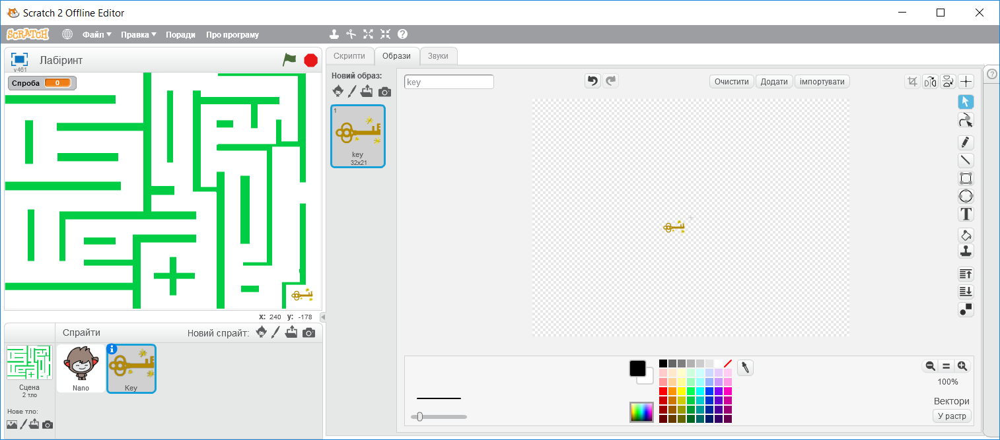 Scratch 2 Offline Editor
SCRATCH Файл Правка Поради Про програму ?
v461 Лабіринт
Спроба 0
x: 240 y: -178
Спрайти Новий спрайт:
Сцена
2 тло
Нове тло:
Nano
i
Key
Скрипти Образи Звуки
Новий образ:
1
key
32x21
key
Очистити Додати імпортувати
T
?
100%
Вектори
У растр